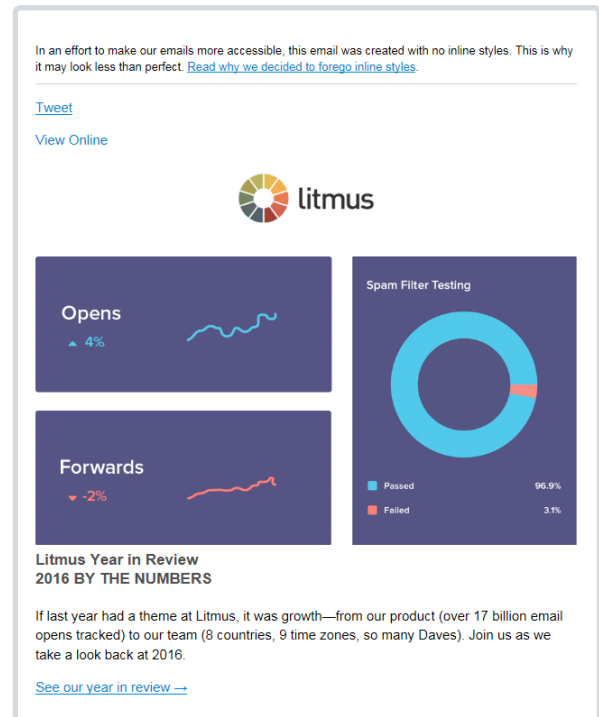 In an effort to make our emails more accessible, this email was created with no inline styles. This is why
it may look less than perfect. Read why we decided to forego inline styles.
Tweet
View Online
litmus
Opens
▲ 4%
Forwards
▼ -2%
Spam Filter Testing
Passed 96.9%
Failed 3.1%
Litmus Year in Review
2016 BY THE NUMBERS
If last year had a theme at Litmus, it was growth—from our product (over 17 billion email
opens tracked) to our team (8 countries, 9 time zones, so many Daves). Join us as we
take a look back at 2016.
See our year in review →